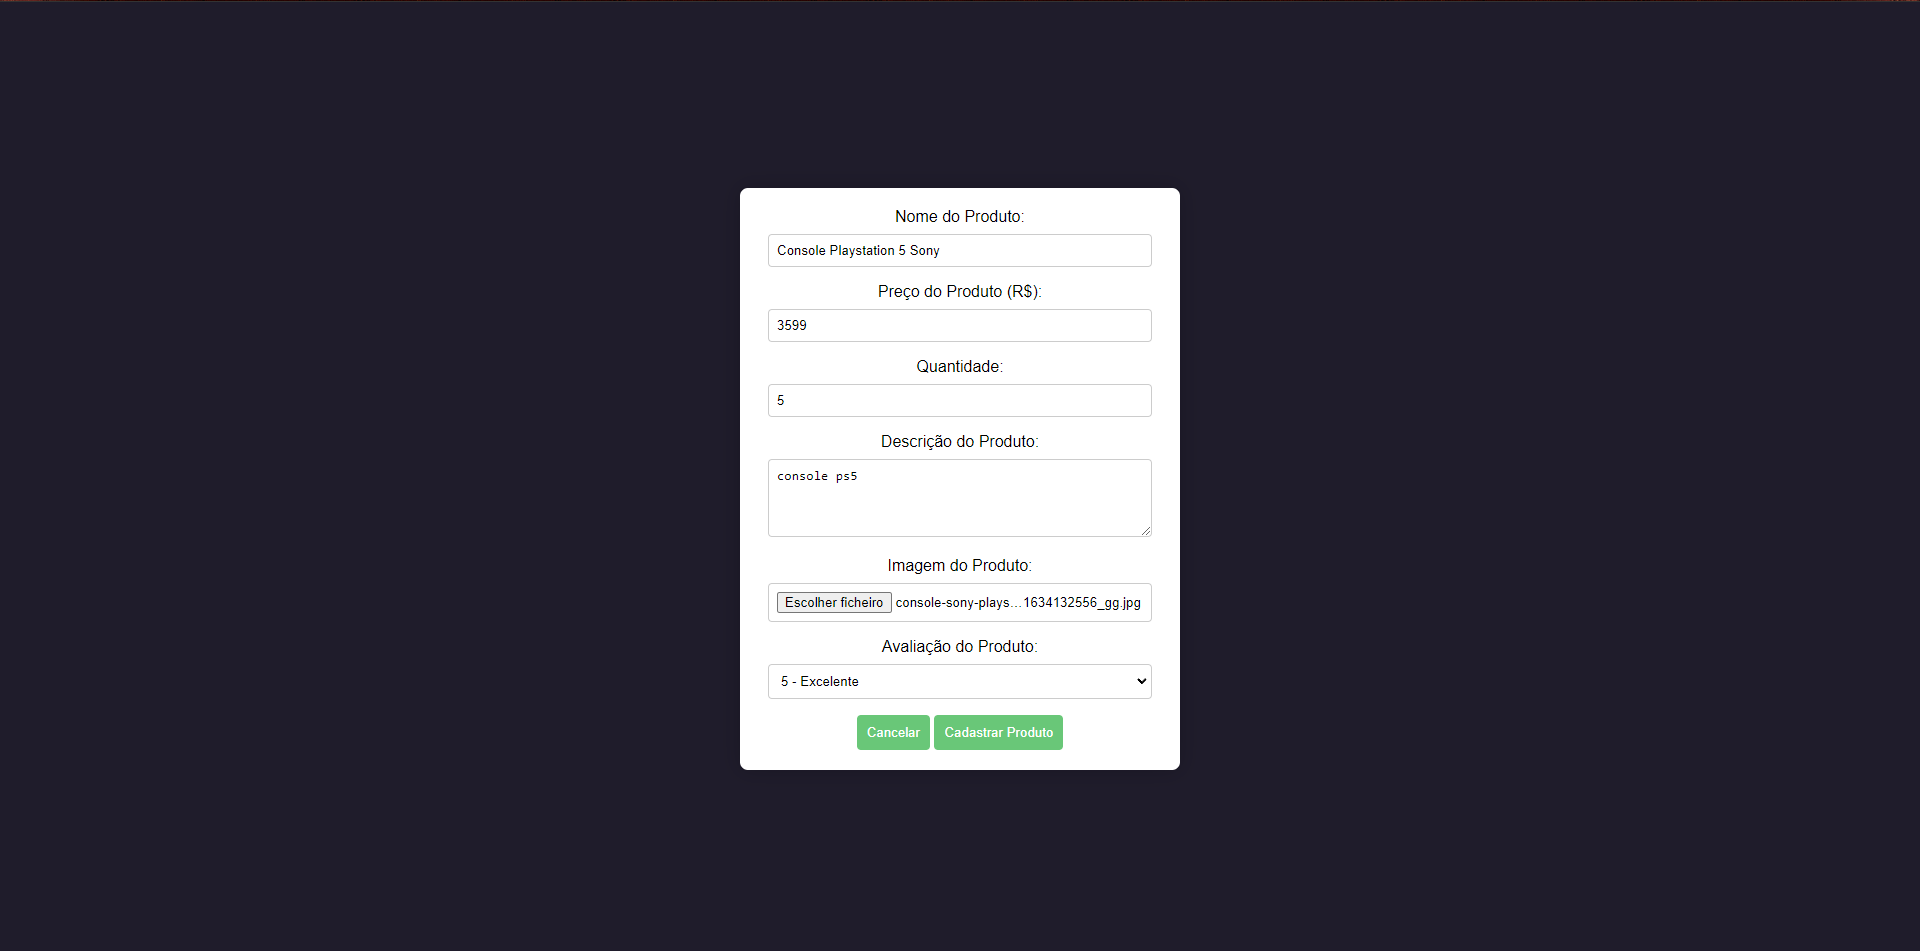 Nome do Produto:
Console Playstation 5 Sony
Preço do Produto (R$):
3599
Quantidade:
5
Descrição do Produto:
console ps5
Imagem do Produto:
Escolher ficheiro console-sony-plays...1634132556_gg.jpg
Avaliação do Produto:
5 - Excelente
Cancelar Cadastrar Produto